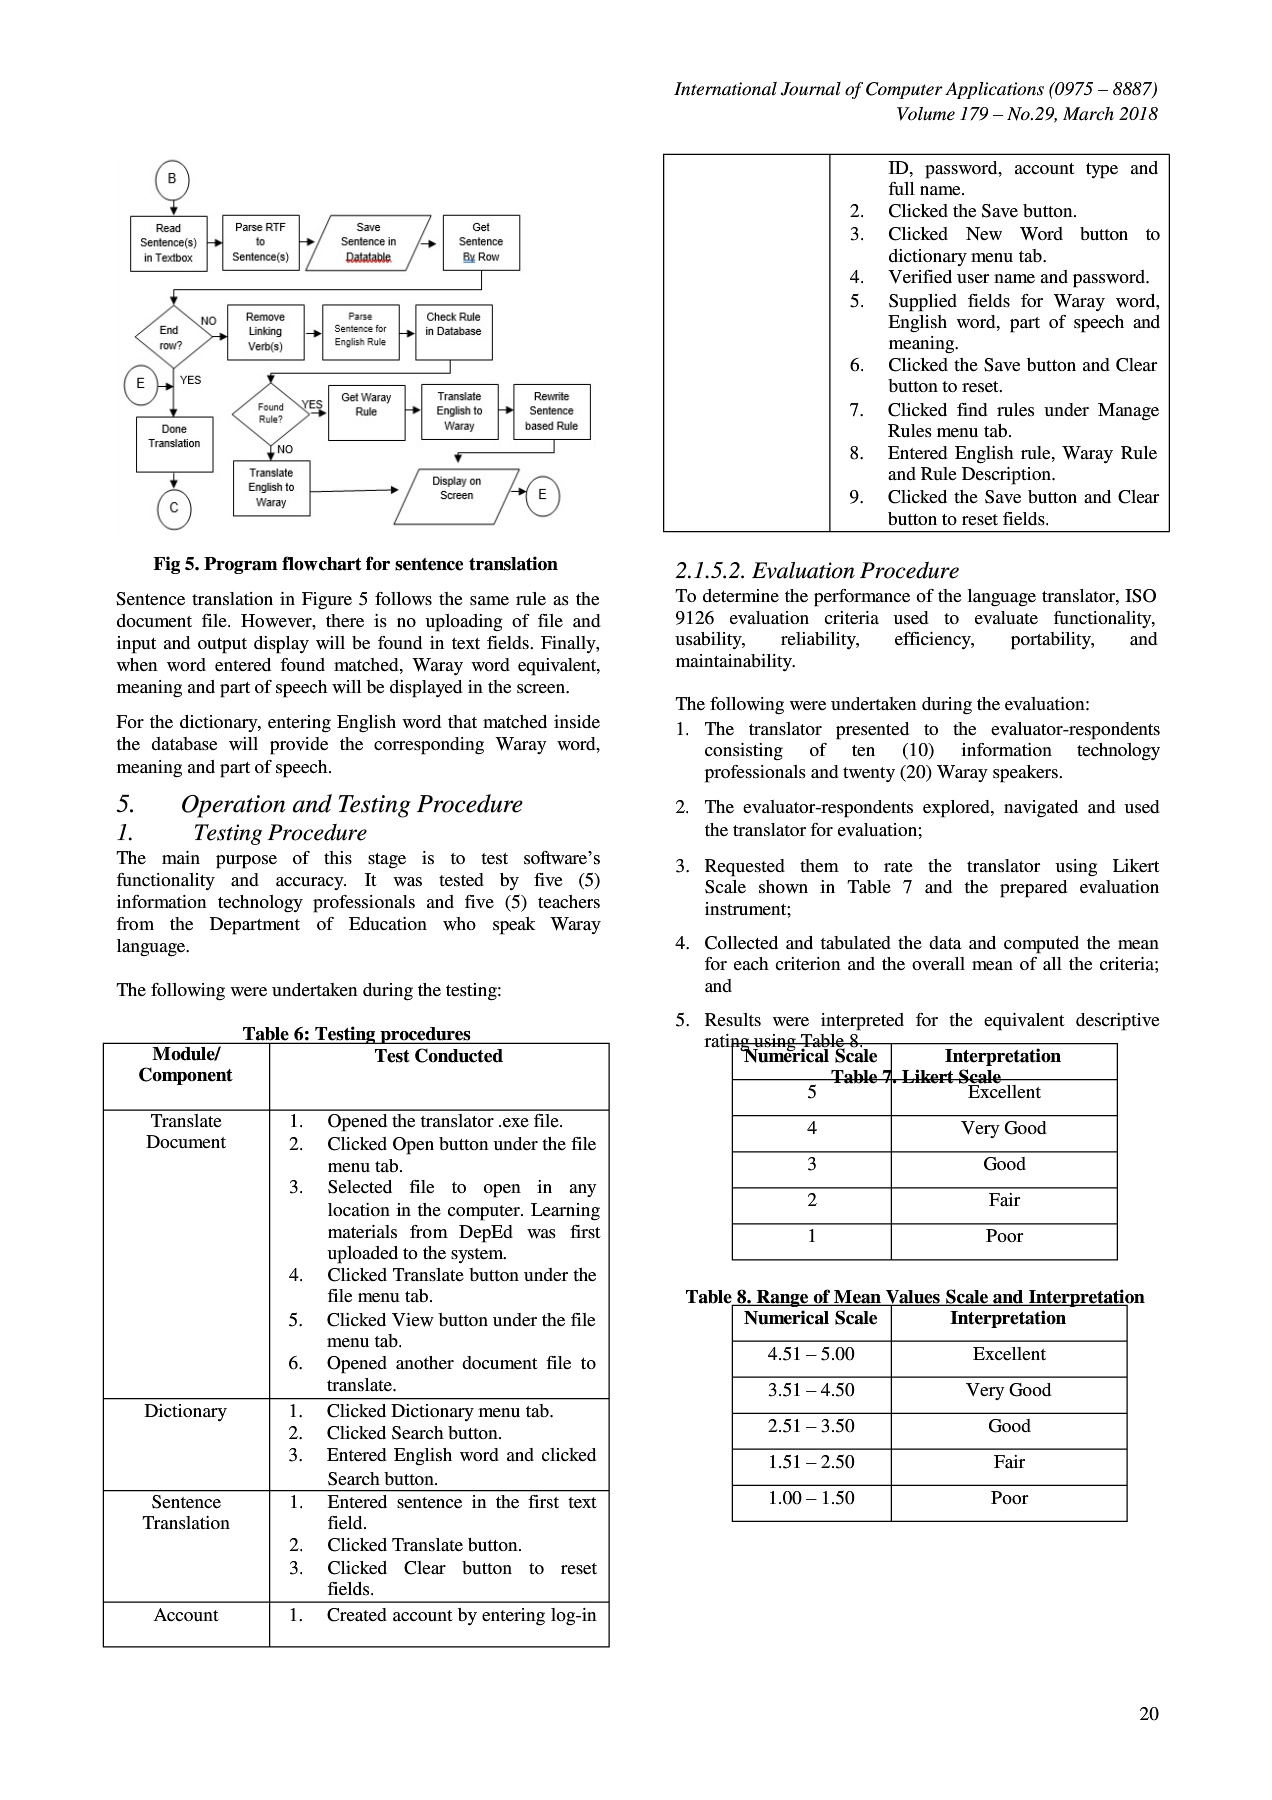 International Journal of Computer Applications (0975 – 8887)
Volume 179 – No.29, March 2018
B
Read
Sentence(s)
in Textbox
Parse RTF
to
Sentence(s)
Save
Sentence in
Datatable
Get
Sentence
By Row
End
row?
NO
Remove
Linking
Verb(s)
Parse
Sentence for
English Rule
Check Rule
in Database
E
YES
Found
Rule?
YES
Get Waray
Rule
Translate
English to
Waray
Rewrite
Sentence
based Rule
Done
Translation
NO
Translate
English to
Waray
Display on
Screen
E
C
Fig 5. Program flowchart for sentence translation
Sentence translation in Figure 5 follows the same rule as the
document file. However, there is no uploading of file and
input and output display will be found in text fields. Finally,
when word entered found matched, Waray word equivalent,
meaning and part of speech will be displayed in the screen.
For the dictionary, entering English word that matched inside
the database will provide the corresponding Waray word,
meaning and part of speech.
5. Operation and Testing Procedure
1. Testing Procedure
The main purpose of this stage is to test software's
functionality and accuracy. It was tested by five (5)
information technology professionals and five (5) teachers
from the Department of Education who speak Waray
language.
The following were undertaken during the testing:
Table 6: Testing procedures
Module/
Component
Test Conducted
Translate
Document
1. Opened the translator .exe file.
2. Clicked Open button under the file
menu tab.
3. Selected file to open in any
location in the computer. Learning
materials from DepEd was first
uploaded to the system.
4. Clicked Translate button under the
file menu tab.
5. Clicked View button under the file
menu tab.
6. Opened another document file to
translate.
Dictionary
1. Clicked Dictionary menu tab.
2. Clicked Search button.
3. Entered English word and clicked
Search button.
Sentence
Translation
1. Entered sentence in the first text
field.
2. Clicked Translate button.
3. Clicked Clear button to reset
fields.
Account
1. Created account by entering log-in
ID, password, account type and
full name.
2. Clicked the Save button.
3. Clicked New Word button to
dictionary menu tab.
4. Verified user name and password.
5. Supplied fields for Waray word,
English word, part of speech and
meaning.
6. Clicked the Save button and Clear
button to reset.
7. Clicked find rules under Manage
Rules menu tab.
8. Entered English rule, Waray Rule
and Rule Description.
9. Clicked the Save button and Clear
button to reset fields.
2.1.5.2. Evaluation Procedure
To determine the performance of the language translator, ISO
9126 evaluation criteria used to evaluate functionality,
usability, reliability, efficiency, portability, and
maintainability.
The following were undertaken during the evaluation:
1. The translator presented to the evaluator-respondents
consisting of ten (10) information technology
professionals and twenty (20) Waray speakers.
2. The evaluator-respondents explored, navigated and used
the translator for evaluation;
3. Requested them to rate the translator using Likert
Scale shown in Table 7 and the prepared evaluation
instrument;
4. Collected and tabulated the data and computed the mean
for each criterion and the overall mean of all the criteria;
and
5. Results were interpreted for the equivalent descriptive
rating using Table 8.
Numerical Scale Interpretation
Table 7. Likert Scale
5 Excellent
4 Very Good
3 Good
2 Fair
1 Poor
Table 8. Range of Mean Values Scale and Interpretation
Numerical Scale Interpretation
4.51 – 5.00 Excellent
3.51 – 4.50 Very Good
2.51 – 3.50 Good
1.51 – 2.50 Fair
1.00 – 1.50 Poor
20